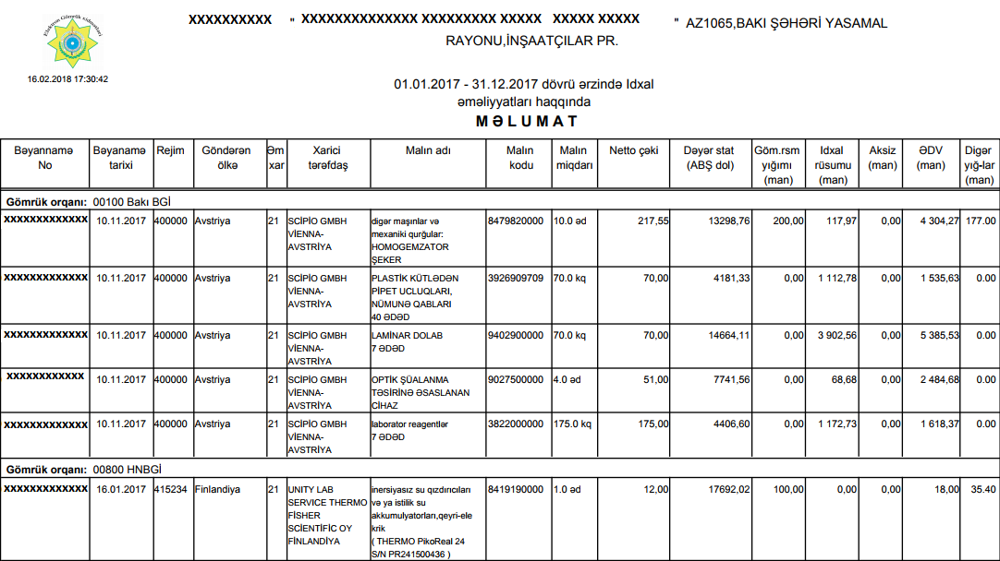 Elektron Gömrük xidmətləri
16.02.2018 17:30:42
XXXXXXXXXX " XXXXXXXXXXXXXX XXXXXXXXX XXXXX XXXXX XXXXX " AZ1065,BAKI ŞƏHƏRİ YASAMAL
RAYONU,İNŞAATÇILAR PR.
01.01.2017 - 31.12.2017 dövrü ərzində Idxal
əməliyyatları haqqında
MƏLUMAT
Bəyannamə Bəyanamə Rejim Göndərən Əm Xarici Malın adı Malın Malın Netto çəki Dəyər stat Göm.rsm Idxal Aksiz ƏDV Digər
No tarixi ölkə xar tərəfdaş kodu miqdarı (ABŞ dol) yığımı rüsumu (man) (man) yığ-lar
(man) (man) (man)
Gömrük orqanı: 00100 Bakı BGİ
XXXXXXXXXXXXX 10.11.2017 400000 Avstriya 21 SCİPİO GMBH digər maşınlar və 8479820000 10.0 əd 217,55 13298,76 200,00 117,97 0,00 4 304,27 177.00
VİENNA- mexaniki qurğular:
AVSTRİYA HOMOGEMZATOR
ŞEKER
XXXXXXXXXXXXX 10.11.2017 400000 Avstriya 21 SCİPİO GMBH PLASTİK KÜTLƏDƏN 3926909709 70.0 kq 70,00 4181,33 0,00 1 112,78 0,00 1 535,63 0.00
VİENNA- PİPET UCLUQLARI,
AVSTRİYA NÜMUNƏ QABLARI
40 ƏDƏD
XXXXXXXXXXXXX 10.11.2017 400000 Avstriya 21 SCİPİO GMBH LAMİNAR DOLAB 9402900000 70.0 kq 70,00 14664,11 0,00 3 902,56 0,00 5 385,53 0.00
VİENNA- 7 ƏDƏD
AVSTRİYA
XXXXXXXXXXXX 10.11.2017 400000 Avstriya 21 SCİPİO GMBH OPTİK ŞÜALANMA 9027500000 4.0 əd 51,00 7741,56 0,00 68,68 0,00 2 484,68 0.00
VİENNA- TƏSİRİNƏ ƏSASLANAN
AVSTRİYA CİHAZ
XXXXXXXXXXXXX 10.11.2017 400000 Avstriya 21 SCİPİO GMBH laborator reagentlər 3822000000 175.0 kq 175,00 4406,60 0,00 1 172,73 0,00 1 618,37 0.00
VİENNA- 7 ƏDƏD
AVSTRİYA
Gömrük orqanı: 00800 HNBGİ
XXXXXXXXXXXXX 16.01.2017 415234 Finlandiya 21 UNITY LAB inersiyasız su qızdırıcıları 8419190000 1.0 əd 12,00 17692,02 100,00 0,00 0,00 18,00 35.40
SERVICE THERMO və ya istilik su
FİSHER akkumulyatorları,qeyri-ele
SCİENTİFİC OY krik
FİNLANDİYA ( THERMO PikoReal 24
S/N PR241500436 )